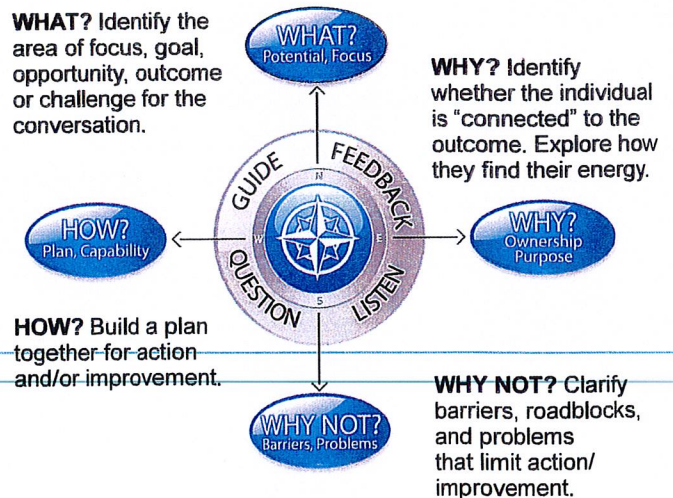 WHAT? Identify the
area of focus, goal,
opportunity, outcome
or challenge for the
conversation.
WHAT?
Potential, Focus
WHY? Identify
whether the individual
is "connected" to the
outcome. Explore how
they find their energy.
GUIDE
FEEDBACK
N
HOW?
Plan, Capability
W
E
WHY?
Ownership
Purpose
QUESTION
LISTEN
S
HOW? Build a plan
together for action
and/or improvement.
WHY NOT?
Barriers, Problems
WHY NOT? Clarify
barriers, roadblocks,
and problems
that limit action/
improvement.